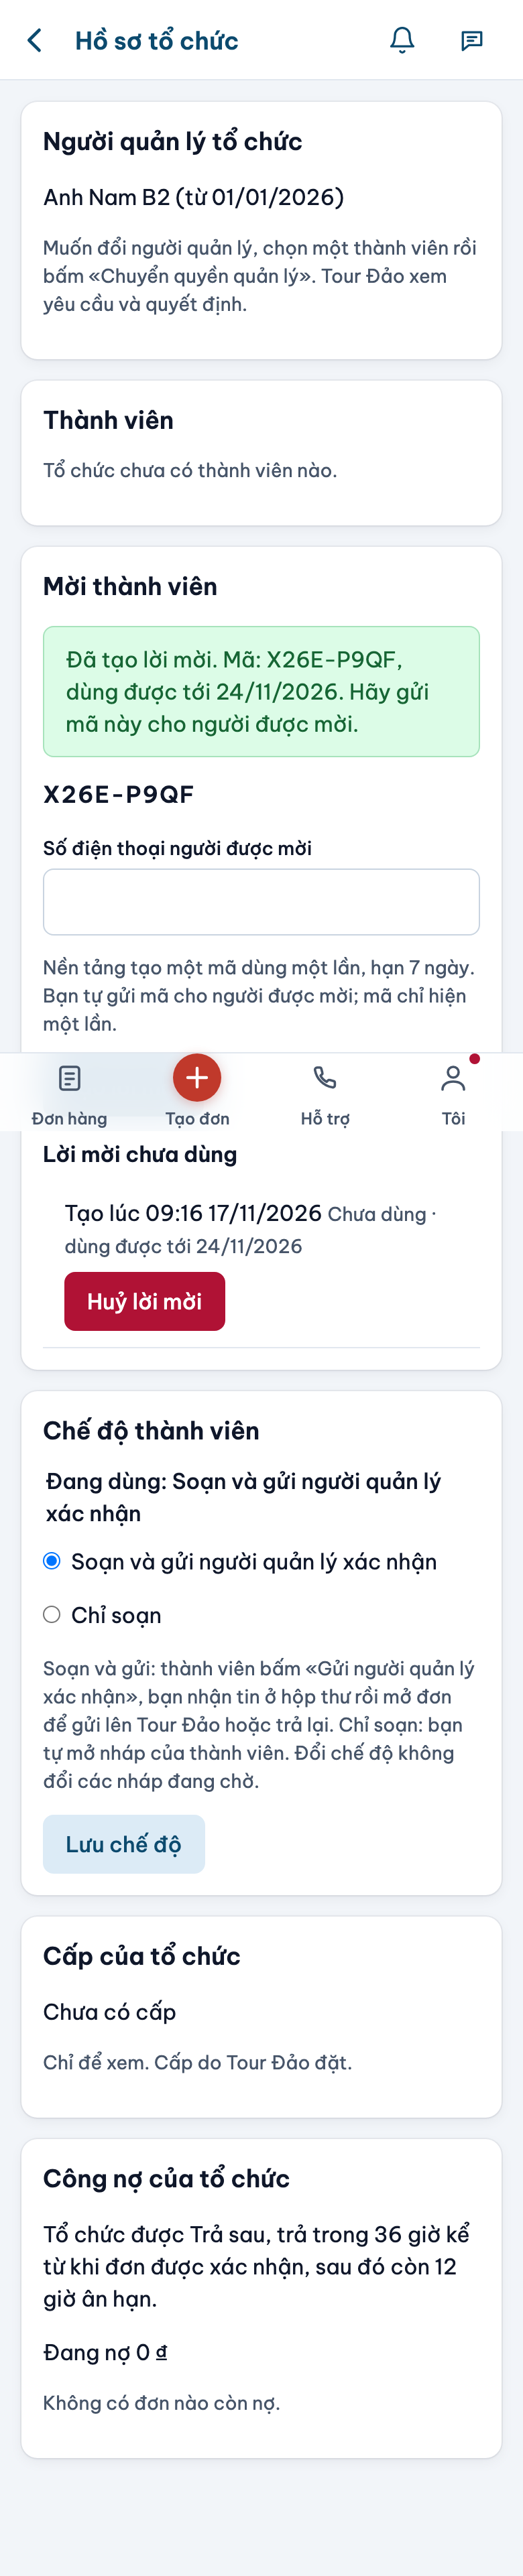 Hồ sơ tổ chức
Người quản lý tổ chức
Anh Nam B2 (từ 01/01/2026)
Muốn đổi người quản lý, chọn một thành viên rồi
bấm «Chuyển quyền quản lý». Tour Đảo xem
yêu cầu và quyết định.
Thành viên
Tổ chức chưa có thành viên nào.
Mời thành viên
Đã tạo lời mời. Mã: X26E-P9QF,
dùng được tới 24/11/2026. Hãy gửi
mã này cho người được mời.
X26E-P9QF
Số điện thoại người được mời
Nền tảng tạo một mã dùng một lần, hạn 7 ngày.
Bạn tự gửi mã cho người được mời; mã chỉ hiện
một lần.
Đơn hàng
Tạo đơn
Hỗ trợ
Tôi
Lời mời chưa dùng
Tạo lúc 09:16 17/11/2026 Chưa dùng ·
dùng được tới 24/11/2026
Huỷ lời mời
Chế độ thành viên
Đang dùng: Soạn và gửi người quản lý
xác nhận
Soạn và gửi người quản lý xác nhận
Chỉ soạn
Soạn và gửi: thành viên bấm «Gửi người quản lý
xác nhận», bạn nhận tin ở hộp thư rồi mở đơn
để gửi lên Tour Đảo hoặc trả lại. Chỉ soạn: bạn
tự mở nháp của thành viên. Đổi chế độ không
đổi các nháp đang chờ.
Lưu chế độ
Cấp của tổ chức
Chưa có cấp
Chỉ để xem. Cấp do Tour Đảo đặt.
Công nợ của tổ chức
Tổ chức được Trả sau, trả trong 36 giờ kể
từ khi đơn được xác nhận, sau đó còn 12
giờ ân hạn.
Đang nợ 0 ₫
Không có đơn nào còn nợ.